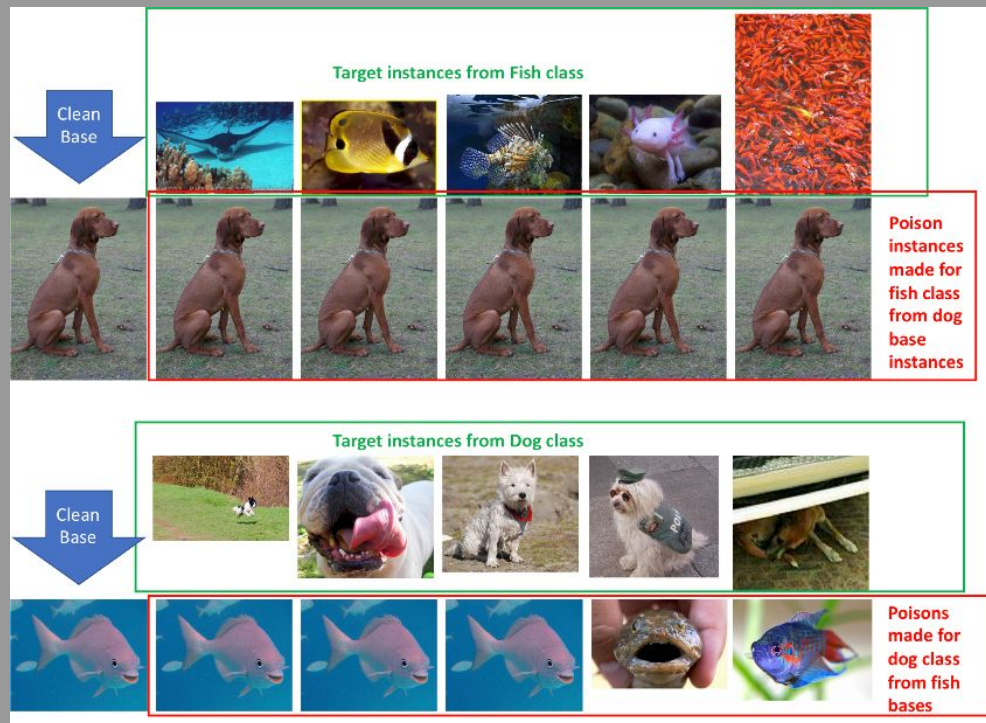 Target instances from Fish class
Clean
Base
Poison
instances
made for
fish class
from dog
base
instances
Target instances from Dog class
Clean
Base
Poisons
made for
dog class
from fish
bases